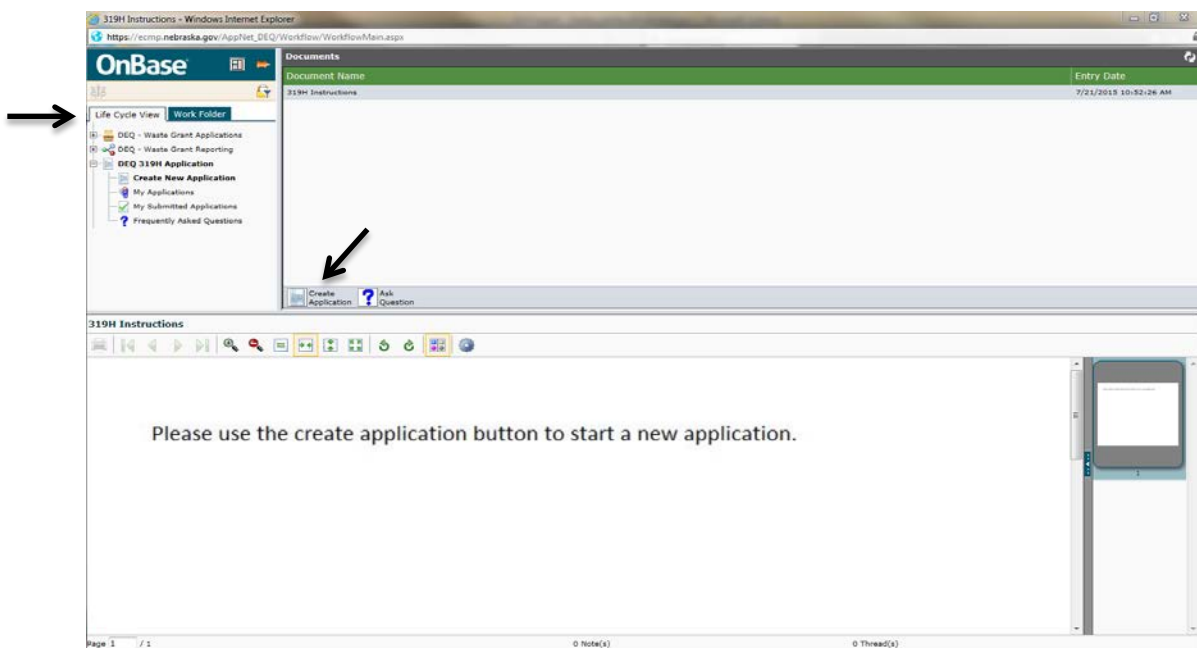 319H Instructions - Windows Internet Explorer
https://ecmp.nebraska.gov/AppNet_DEQ/Workflow/WorkflowMain.aspx
OnBase
Life Cycle View Work Folder
DEQ - Waste Grant Applications
DEQ - Waste Grant Reporting
DEQ 319H Application
Create New Application
My Applications
My Submitted Applications
? Frequently Asked Questions
Documents
Document Name Entry Date
319H Instructions 7/21/2015 10:52:26 AM
Create
Application
? Ask
Question
319H Instructions
Please use the create application button to start a new application.
1
Page 1 / 1 0 Note(s) 0 Thread(s)